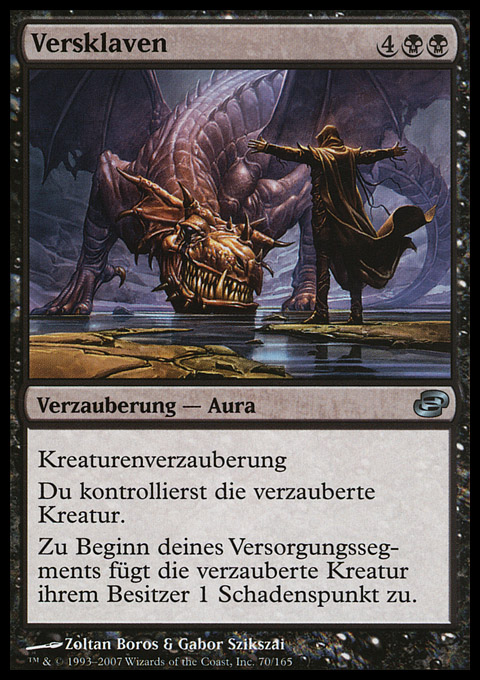 Versklaven 4
Verzauberung — Aura
Kreaturenverzauberung
Du kontrollierst die verzauberte
Kreatur.
Zu Beginn deines Versorgungsseg-
ments fügt die verzauberte Kreatur
ihrem Besitzer 1 Schadenspunkt zu.
Zoltan Boros & Gabor Szikszai
™ & © 1993–2007 Wizards of the Coast, Inc. 70/165